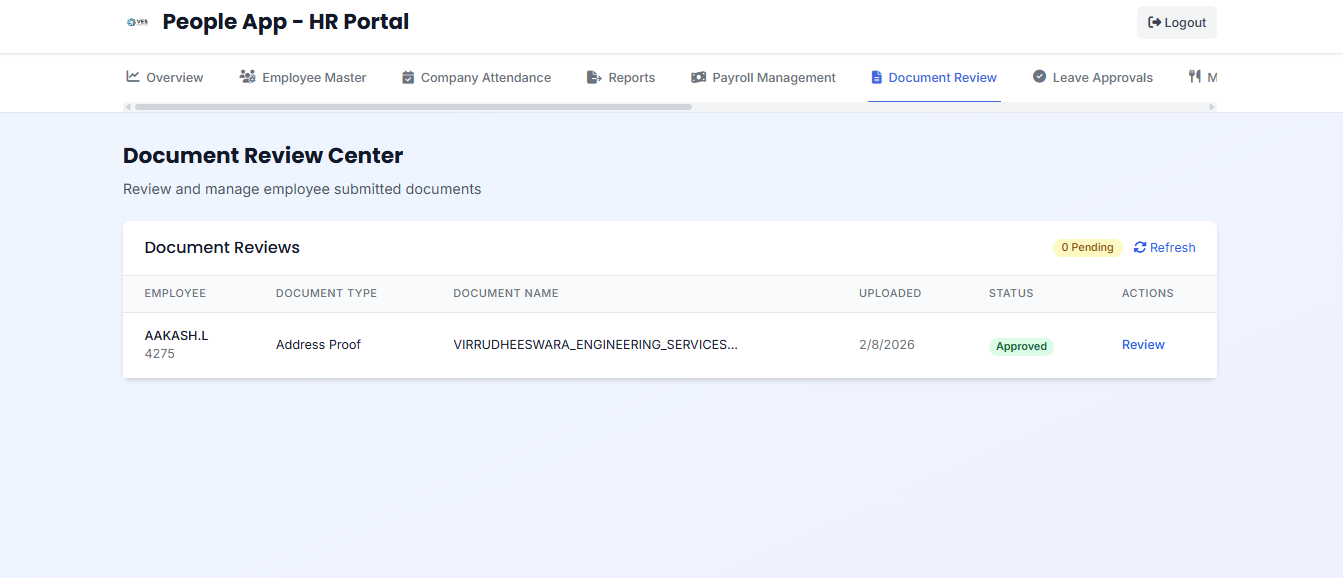 VES People App - HR Portal Logout
Overview Employee Master Company Attendance Reports Payroll Management Document Review Leave Approvals M
Document Review Center
Review and manage employee submitted documents
Document Reviews 0 Pending Refresh
EMPLOYEE DOCUMENT TYPE DOCUMENT NAME UPLOADED STATUS ACTIONS
AAKASH.L
4275 Address Proof VIRRUDHEESWARA_ENGINEERING_SERVICES... 2/8/2026 Approved Review